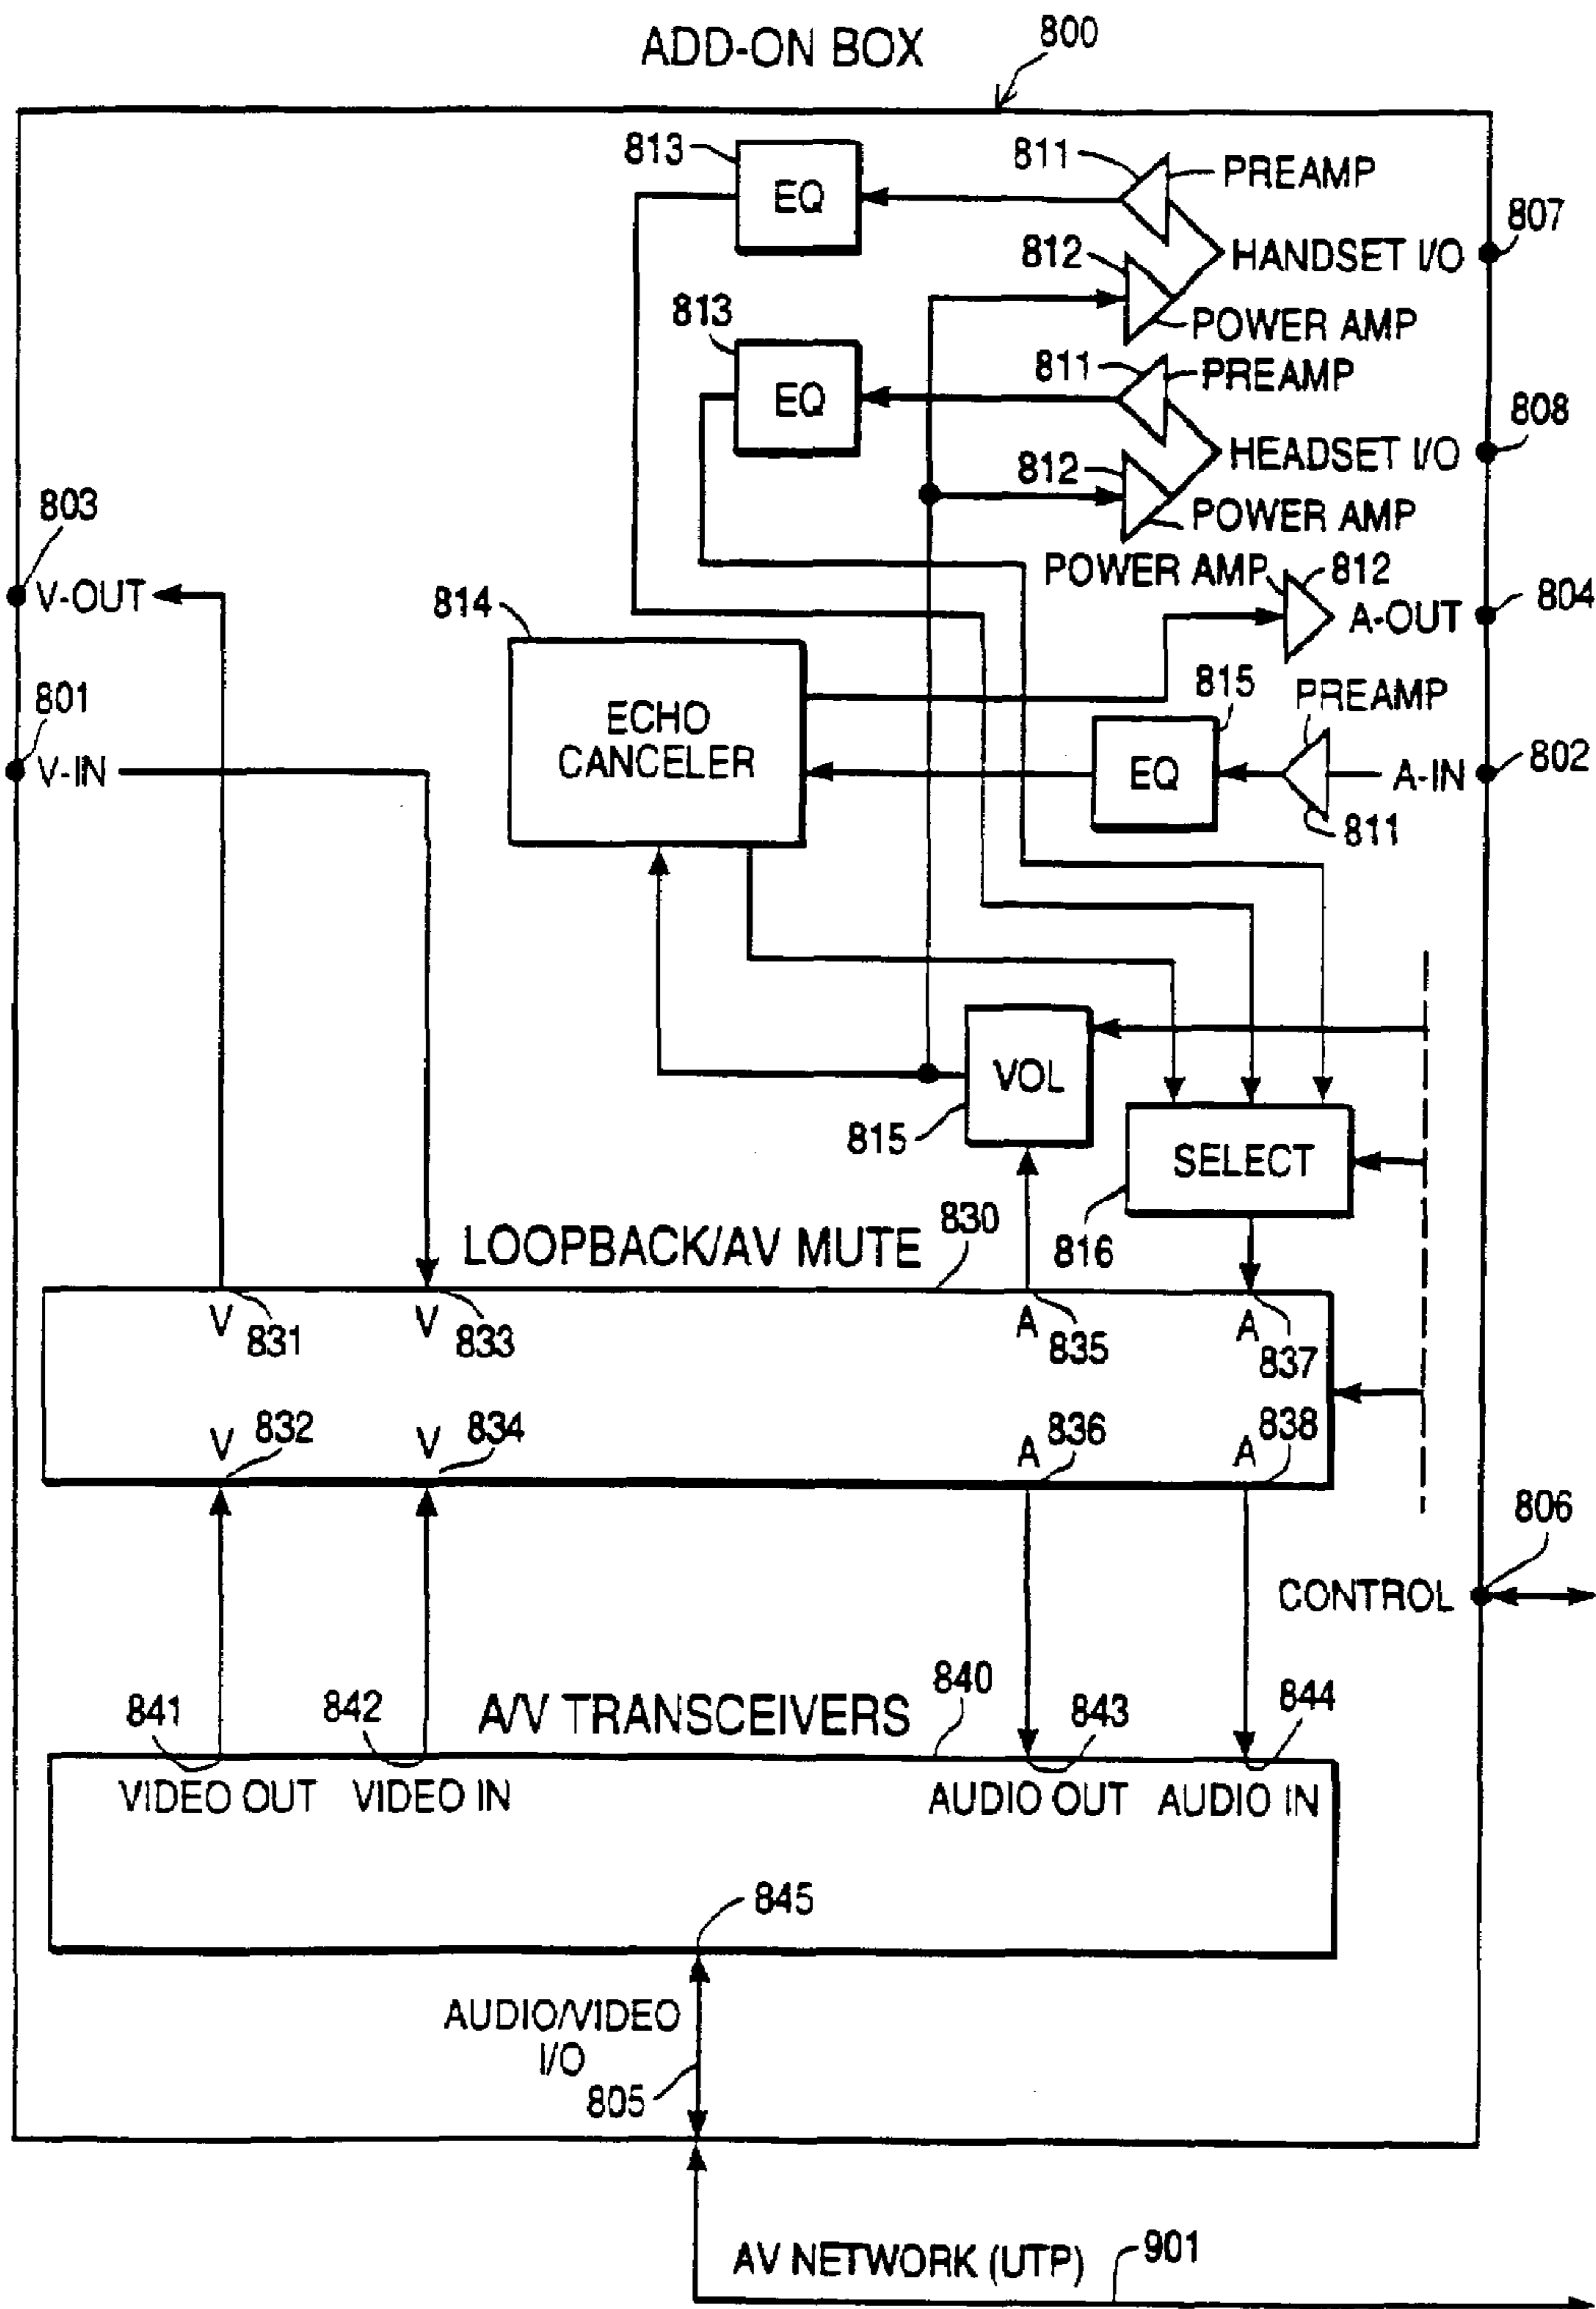 ADD-ON BOX
800
813
EQ
811
PREAMP
807
HANDSET I/O
812
POWER AMP
813
EQ
811
PREAMP
808
HEADSET I/O
812
POWER AMP
803
V-OUT
POWER AMP
812
804
A-OUT
814
ECHO
CANCELER
801
V-IN
815
EQ
PREAMP
811
A-IN
802
VOL
815
SELECT
816
LOOPBACK/AV MUTE
830
V
831
V
833
A
835
A
837
V
832
V
834
A
836
A
838
806
CONTROL
A/V TRANSCEIVERS
840
841
842
843
844
VIDEO OUT
VIDEO IN
AUDIO OUT
AUDIO IN
845
AUDIO/VIDEO
I/O
805
AV NETWORK (UTP)
901